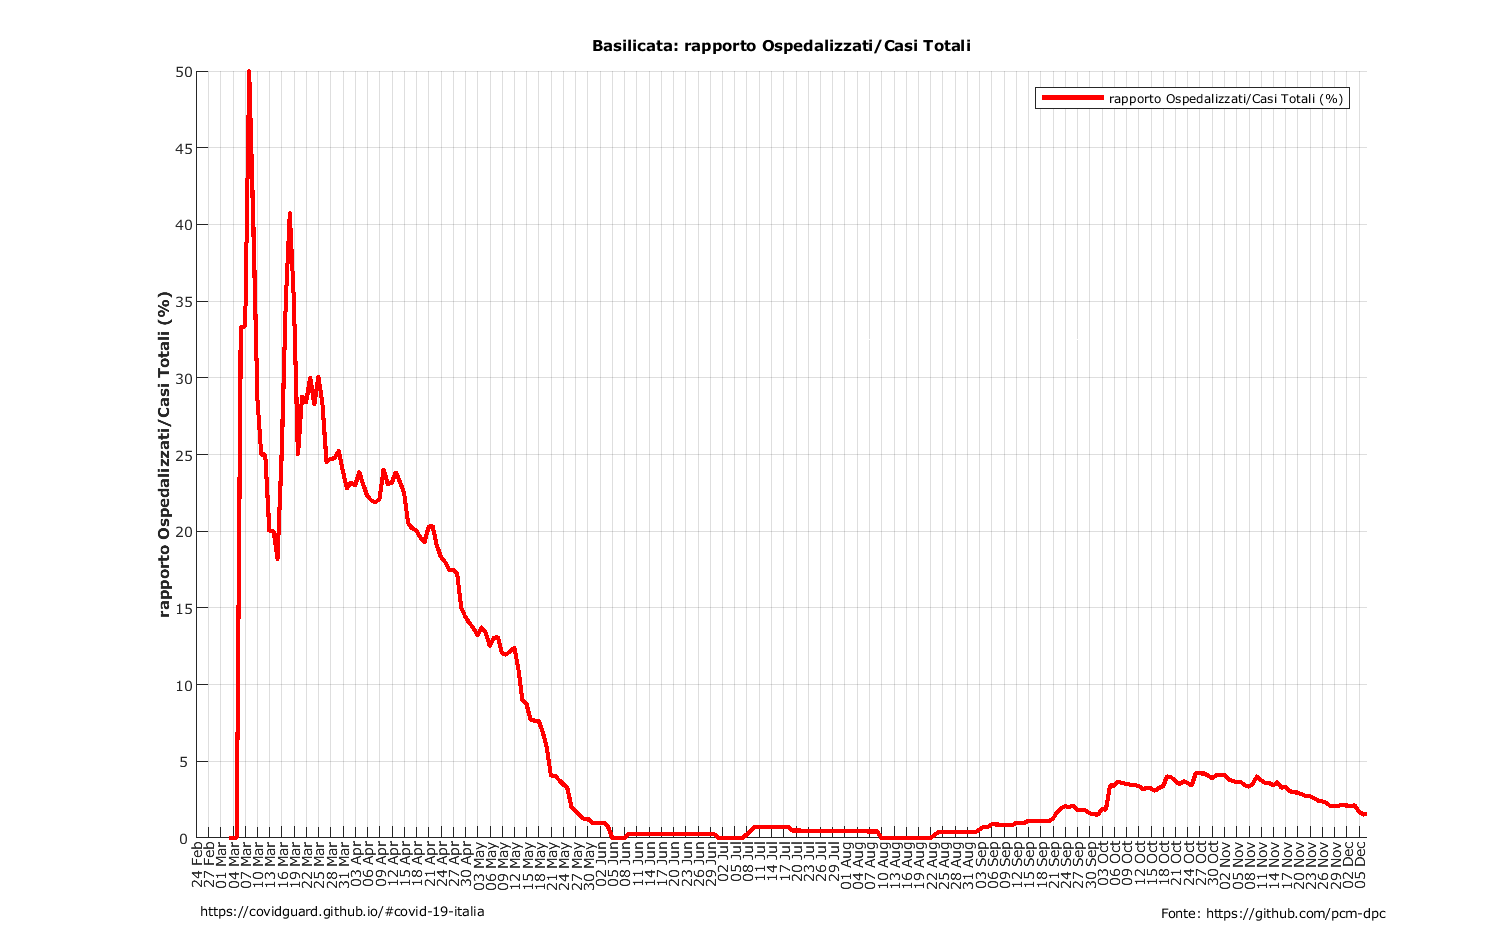 Basilicata: rapporto Ospedalizzati/Casi Totali
rapporto Ospedalizzati/Casi Totali (%)
rapporto Ospedalizzati/Casi Totali (%)
50
45
40
35
30
25
20
15
10
5
0
24 Feb
27 Feb
01 Mar
04 Mar
07 Mar
10 Mar
13 Mar
16 Mar
19 Mar
22 Mar
25 Mar
28 Mar
31 Mar
03 Apr
06 Apr
09 Apr
12 Apr
15 Apr
18 Apr
21 Apr
24 Apr
27 Apr
30 Apr
03 May
06 May
09 May
12 May
15 May
18 May
21 May
24 May
27 May
30 May
02 Jun
05 Jun
08 Jun
11 Jun
14 Jun
17 Jun
20 Jun
23 Jun
26 Jun
29 Jun
02 Jul
05 Jul
08 Jul
11 Jul
14 Jul
17 Jul
20 Jul
23 Jul
26 Jul
29 Jul
01 Aug
04 Aug
07 Aug
10 Aug
13 Aug
16 Aug
19 Aug
22 Aug
25 Aug
28 Aug
31 Aug
03 Sep
06 Sep
09 Sep
12 Sep
15 Sep
18 Sep
21 Sep
24 Sep
27 Sep
30 Sep
03 Oct
06 Oct
09 Oct
12 Oct
15 Oct
18 Oct
21 Oct
24 Oct
27 Oct
30 Oct
02 Nov
05 Nov
08 Nov
11 Nov
14 Nov
17 Nov
20 Nov
23 Nov
26 Nov
29 Nov
02 Dec
05 Dec
https://covidguard.github.io/#covid-19-italia
Fonte: https://github.com/pcm-dpc